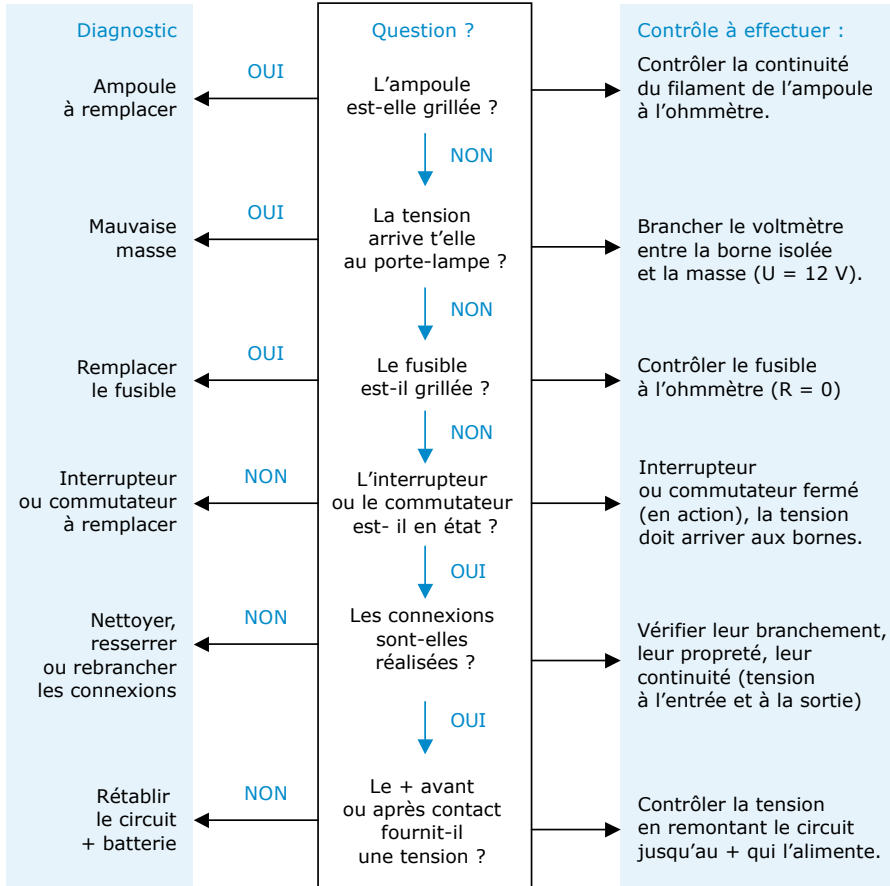 Diagnostic
Question ?
Contrôle à effectuer :
Ampoule
à remplacer
OUI
L'ampoule
est-elle grillée ?
Contrôler la continuité
du filament de l'ampoule
à l'ohmmètre.
NON
Mauvaise
masse
OUI
La tension
arrive t'elle
au porte-lampe ?
Brancher le voltmètre
entre la borne isolée
et la masse (U = 12 V).
NON
Remplacer
le fusible
OUI
Le fusible
est-il grillée ?
Contrôler le fusible
à l'ohmmètre (R = 0)
NON
Interrupteur
ou commutateur
à remplacer
NON
L'interrupteur
ou le commutateur
est- il en état ?
Interrupteur
ou commutateur fermé
(en action), la tension
doit arriver aux bornes.
OUI
Nettoyer,
resserrer
ou rebrancher
les connexions
NON
Les connexions
sont-elles
réalisées ?
Vérifier leur branchement,
leur propreté, leur
continuité (tension
à l'entrée et à la sortie)
OUI
Rétablir
le circuit
+ batterie
NON
Le + avant
ou après contact
fournit-il
une tension ?
Contrôler la tension
en remontant le circuit
jusqu'au + qui l'alimente.